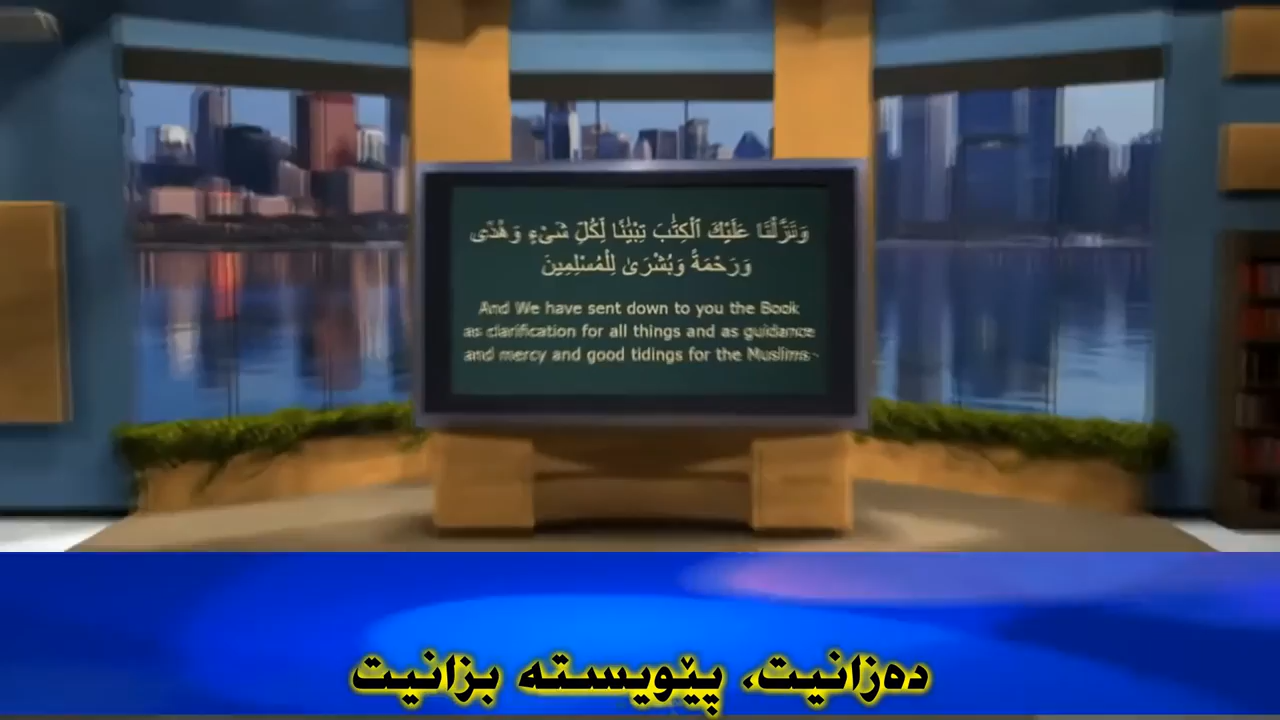 وَنَزَّلْنَا عَلَيْكَ ٱلْكِتَٰبَ تِبْيَٰنًا لِّكُلِّ شَىْءٍ وَهُدًى
وَرَحْمَةً وَبُشْرَىٰ لِلْمُسْلِمِينَ
And We have sent down to you the Book
as clarification for all things and as guidance
and mercy and good tidings for the Muslims
دەزانیت، پێویستە بزانیت